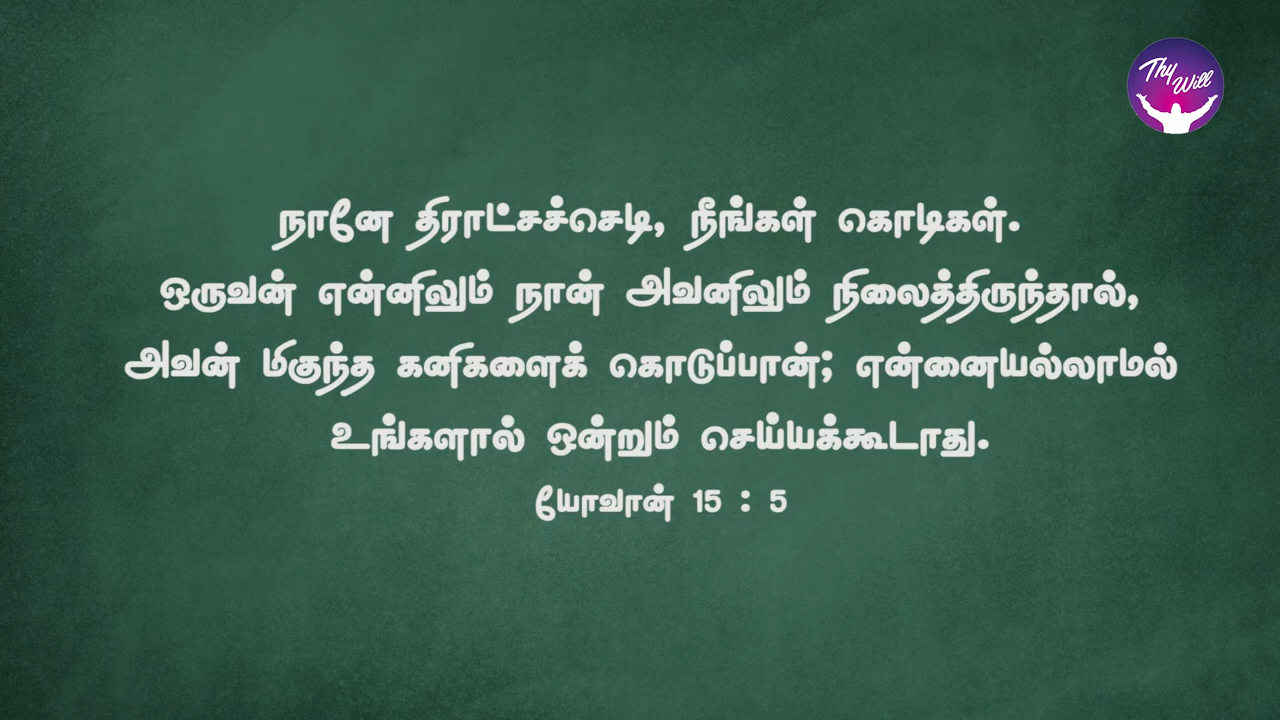 Thy Will
நானே திராட்சச்செடி, நீங்கள் கொடிகள்.
ஒருவன் என்னிலும் நான் அவனிலும் நிலைத்திருந்தால்,
அவன் மிகுந்த கனிகளைக் கொடுப்பான்; என்னையல்லாமல்
உங்களால் ஒன்றும் செய்யக்கூடாது.
யோவான் 15 : 5